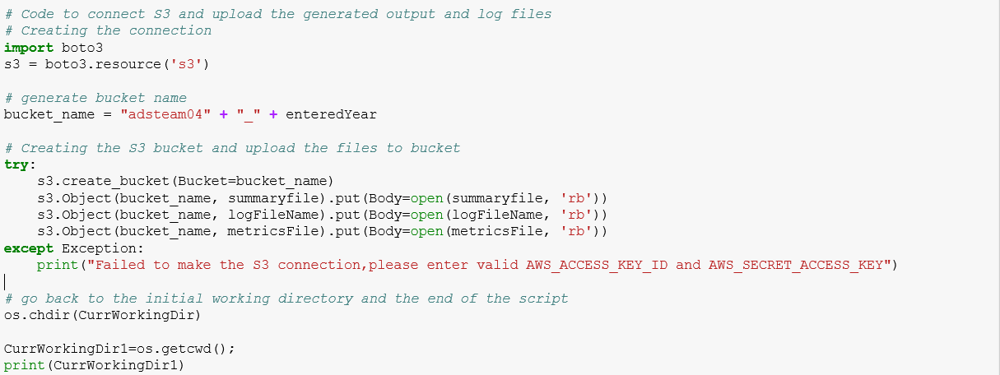 # Code to connect S3 and upload the generated output and log files
# Creating the connection
import boto3
s3 = boto3.resource('s3')
# generate bucket name
bucket_name = "adsteam04" + "_" + enteredYear
# Creating the S3 bucket and upload the files to bucket
try:
    s3.create_bucket(Bucket=bucket_name)
    s3.Object(bucket_name, summaryfile).put(Body=open(summaryfile, 'rb'))
    s3.Object(bucket_name, logFileName).put(Body=open(logFileName, 'rb'))
    s3.Object(bucket_name, metricsFile).put(Body=open(metricsFile, 'rb'))
except Exception:
    print("Failed to make the S3 connection,please enter valid AWS_ACCESS_KEY_ID and AWS_SECRET_ACCESS_KEY")
# go back to the initial working directory and the end of the script
os.chdir(CurrWorkingDir)
CurrWorkingDir1=os.getcwd();
print(CurrWorkingDir1)